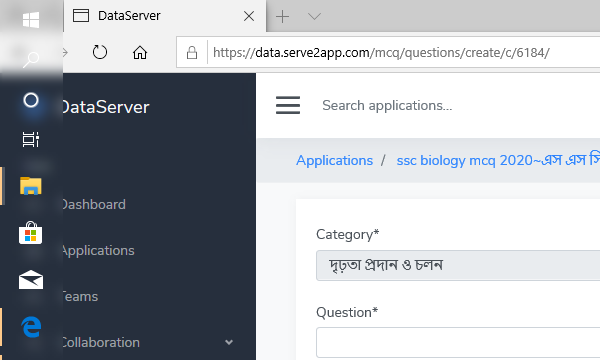 DataServer
https://data.serve2app.com/mcq/questions/create/c/6184/
DataServer
Search applications...
Applications / ssc biology mcq 2020~এস এস সি
Dashboard
Applications
Teams
Collaboration
Category*
দৃঢ়তা প্রদান ও চলন
Question*